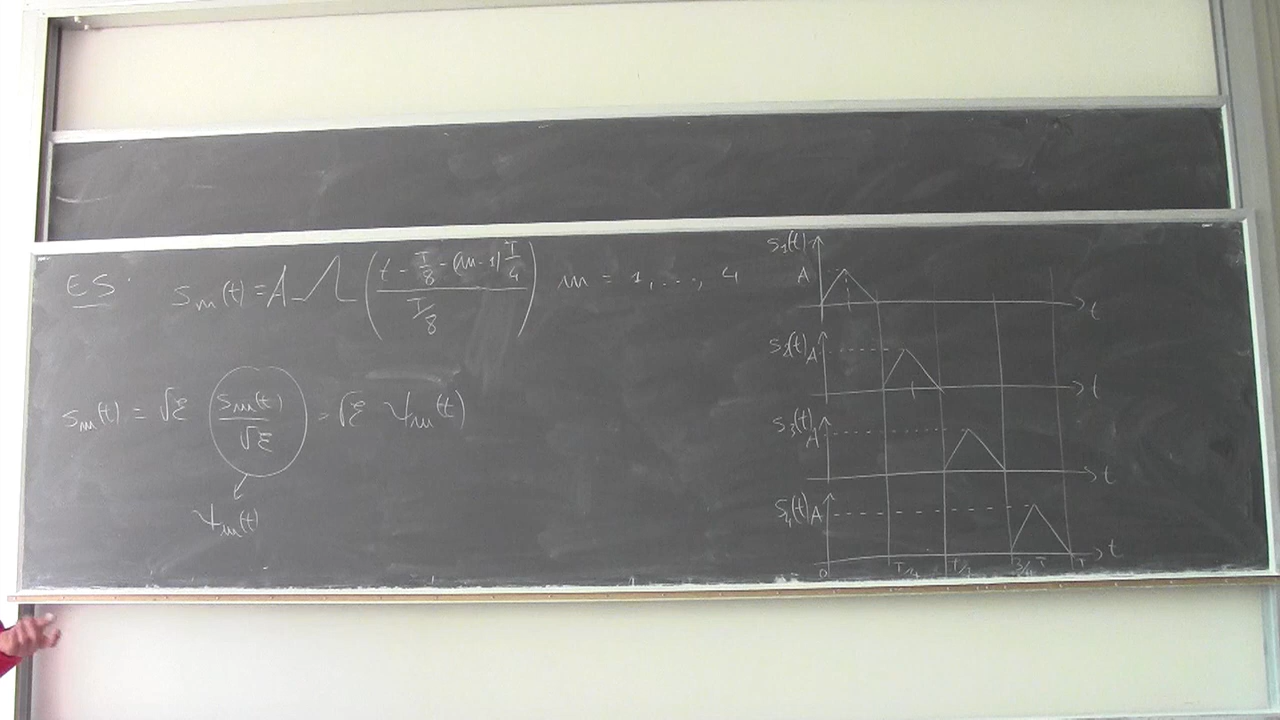 ES.
s_m(t) = A Λ ( (t - T/8 - (m-1) T/4) / (T/8) )   m = 1, ..., 4
s_m(t) = √ε s_m(t)/√ε = √ε ψ_m(t)
ψ_m(t)
s_1(t)
A
t
s_2(t) A
t
s_3(t)
A
t
s_4(t) A
t
0 T/4 T/2 3/4 T T